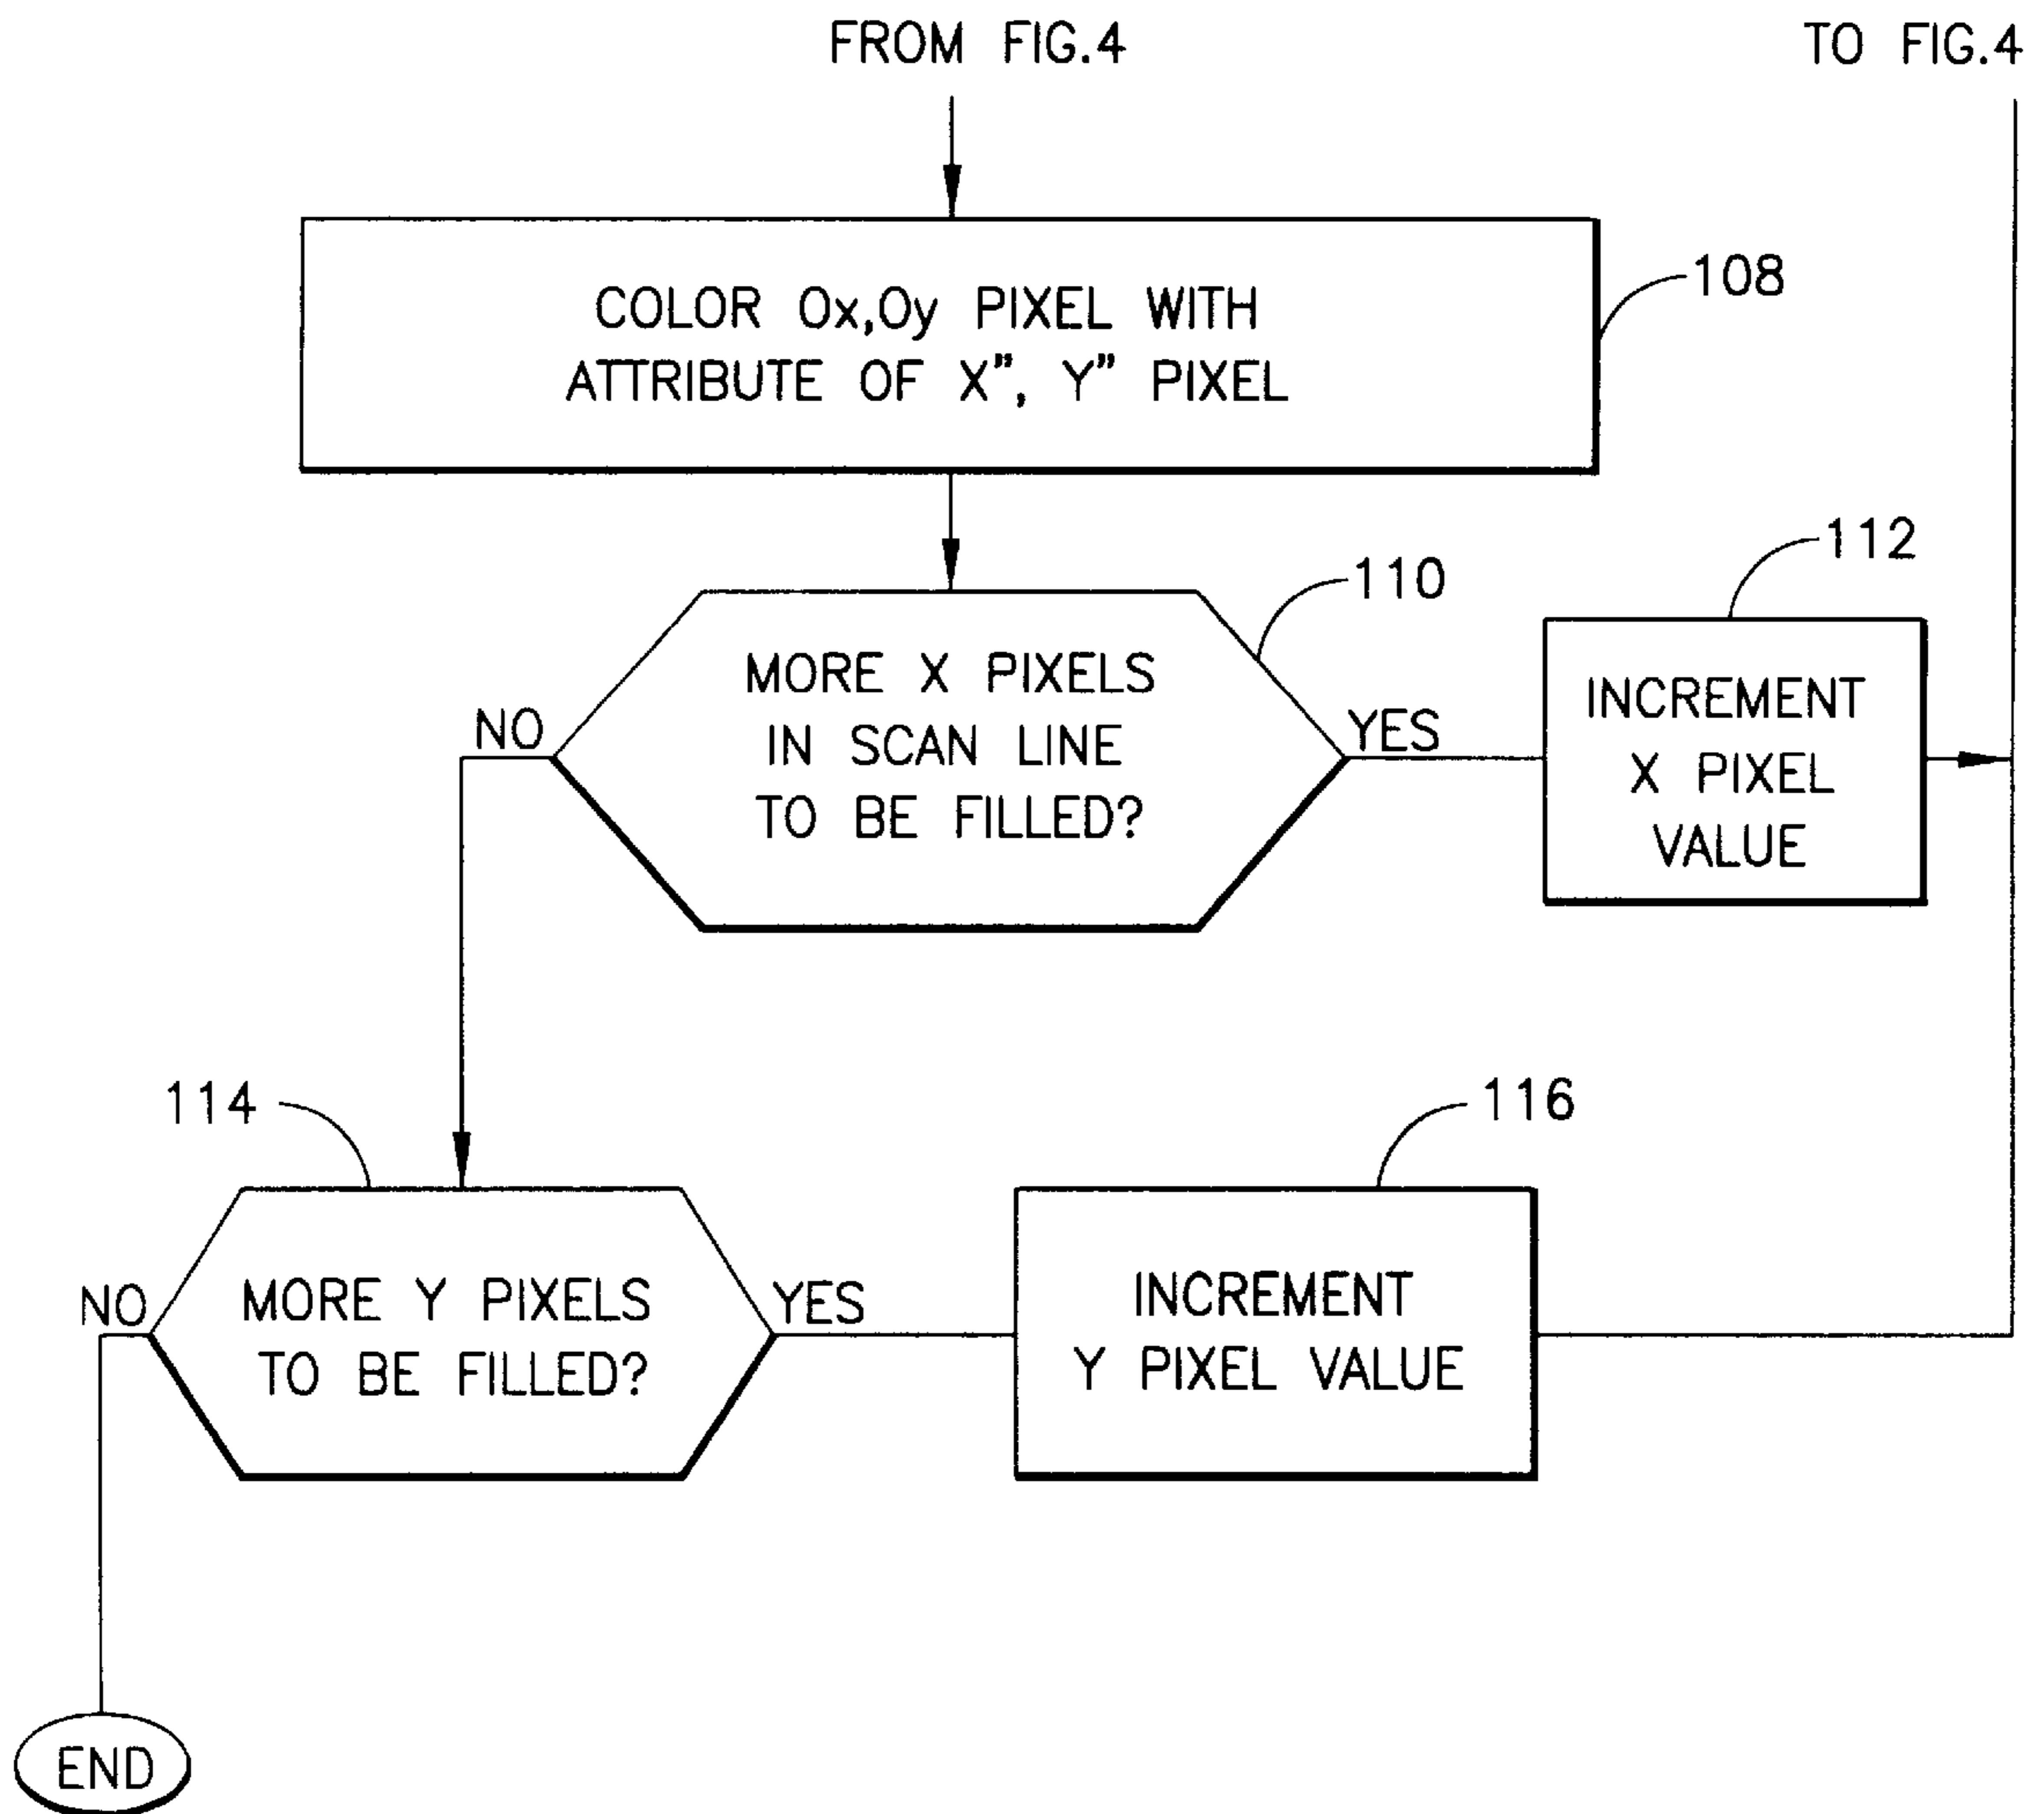 FROM FIG.4
TO FIG.4
COLOR Ox,Oy PIXEL WITH
ATTRIBUTE OF X", Y" PIXEL
108
110
MORE X PIXELS
IN SCAN LINE
TO BE FILLED?
NO
YES
112
INCREMENT
X PIXEL
VALUE
114
MORE Y PIXELS
TO BE FILLED?
NO
YES
116
INCREMENT
Y PIXEL VALUE
END